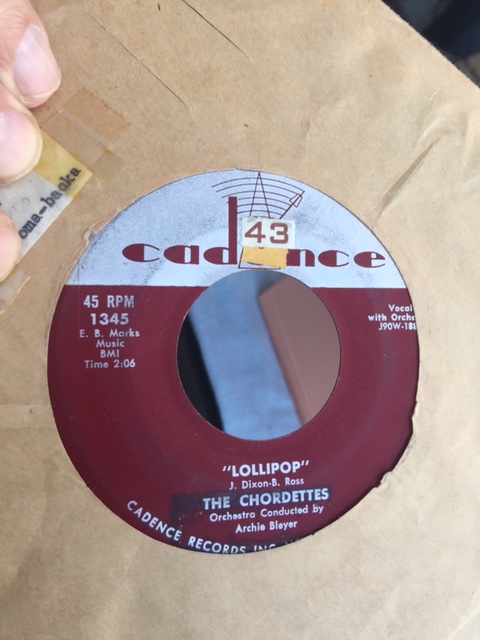 oma-baoka
cadence
43
45 RPM
1345
E. B. Marks
Music
BMI
Time 2:06
Vocal
with Orche
J90W-188
"LOLLIPOP"
J. Dixon-B. Ross
THE CHORDETTES
Orchestra Conducted by
Archie Bleyer
CADENCE RECORDS INC